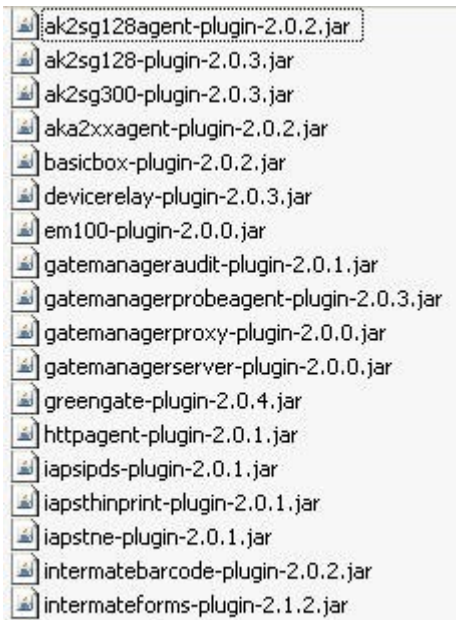 ak2sg128agent-plugin-2.0.2.jar
ak2sg128-plugin-2.0.3.jar
ak2sg300-plugin-2.0.3.jar
aka2xxagent-plugin-2.0.2.jar
basicbox-plugin-2.0.2.jar
devicerelay-plugin-2.0.3.jar
em100-plugin-2.0.0.jar
gatemanageraudit-plugin-2.0.1.jar
gatemanagerprobeagent-plugin-2.0.3.jar
gatemanagerproxy-plugin-2.0.0.jar
gatemanagerserver-plugin-2.0.0.jar
greengate-plugin-2.0.4.jar
httpagent-plugin-2.0.1.jar
iapsipds-plugin-2.0.1.jar
iapsthinprint-plugin-2.0.1.jar
iapstne-plugin-2.0.1.jar
intermatebarcode-plugin-2.0.2.jar
intermateforms-plugin-2.1.2.jar